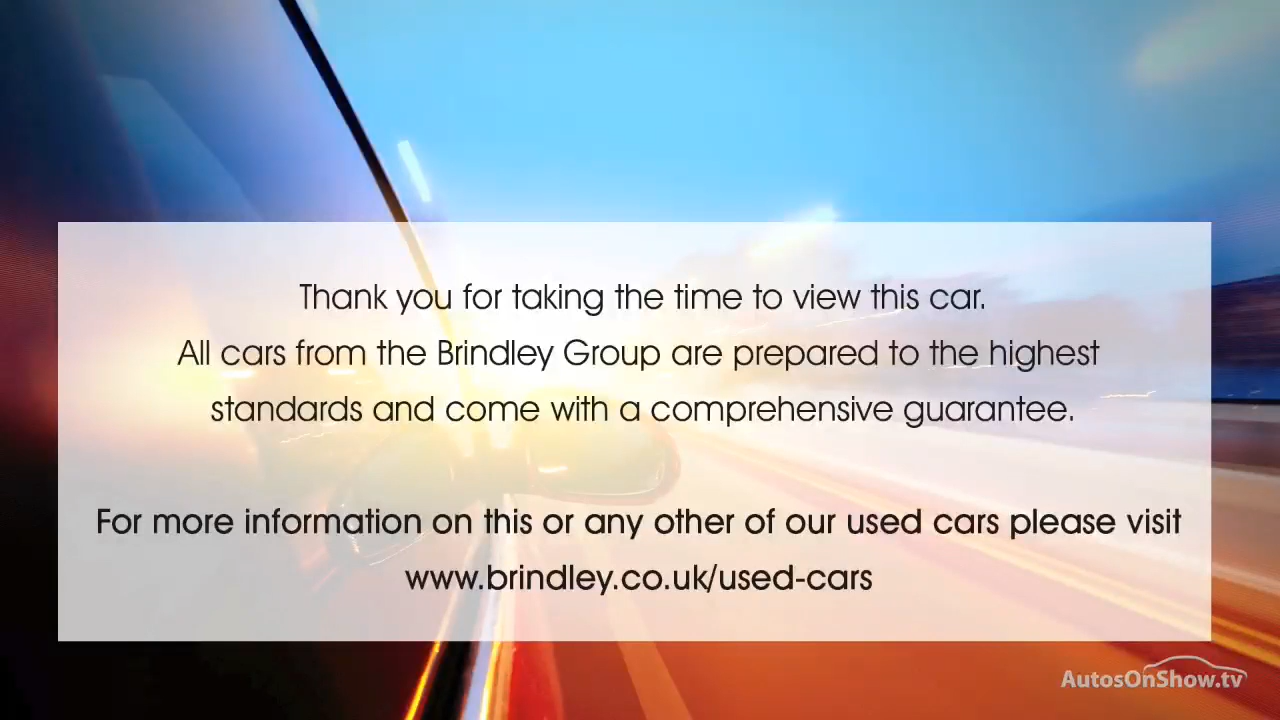 Thank you for taking the time to view this car.
All cars from the Brindley Group are prepared to the highest
standards and come with a comprehensive guarantee.
For more information on this or any other of our used cars please visit
www.brindley.co.uk/used-cars
AutosOnShow.tv